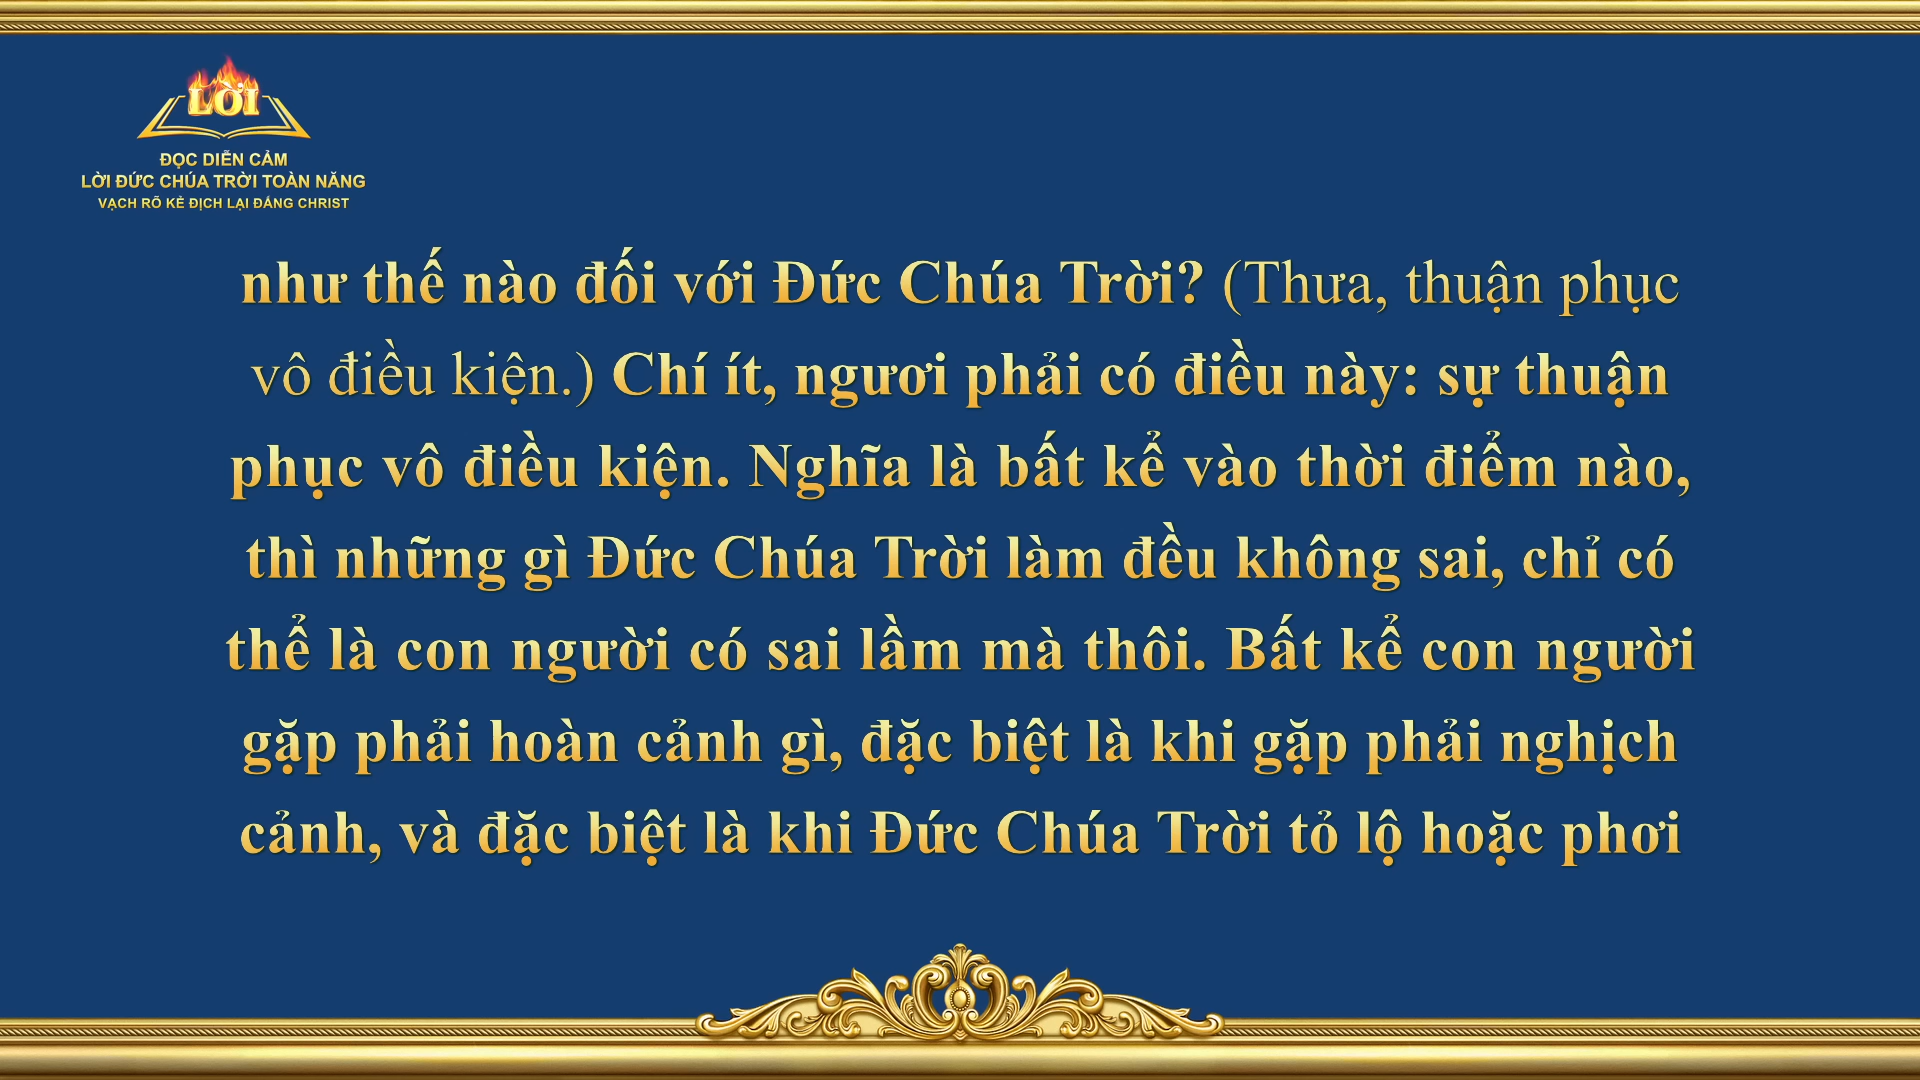 LỜI
ĐỌC DIỄN CẢM
LỜI ĐỨC CHÚA TRỜI TOÀN NĂNG
VẠCH RÕ KẺ ĐỊCH LẠI ĐẤNG CHRIST
như thế nào đối với Đức Chúa Trời? (Thưa, thuận phục
vô điều kiện.) Chí ít, ngươi phải có điều này: sự thuận
phục vô điều kiện. Nghĩa là bất kể vào thời điểm nào,
thì những gì Đức Chúa Trời làm đều không sai, chỉ có
thể là con người có sai lầm mà thôi. Bất kể con người
gặp phải hoàn cảnh gì, đặc biệt là khi gặp phải nghịch
cảnh, và đặc biệt là khi Đức Chúa Trời tỏ lộ hoặc phơi